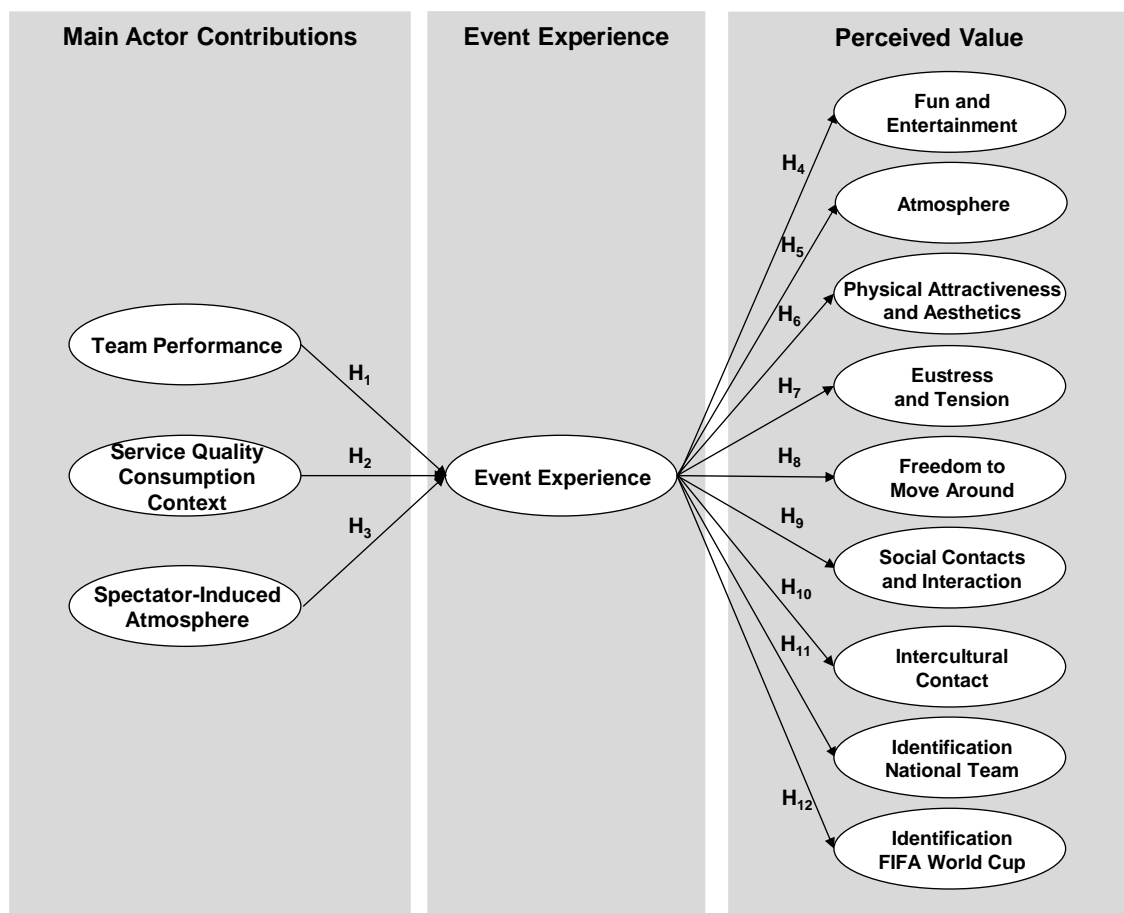 Main Actor Contributions
Event Experience
Perceived Value
Team Performance
Service Quality
Consumption
Context
Spectator-Induced
Atmosphere
H₁
H₂
H₃
Event Experience
H₄
H₅
H₆
H₇
H₈
H₉
H₁₀
H₁₁
H₁₂
Fun and
Entertainment
Atmosphere
Physical Attractiveness
and Aesthetics
Eustress
and Tension
Freedom to
Move Around
Social Contacts
and Interaction
Intercultural
Contact
Identification
National Team
Identification
FIFA World Cup